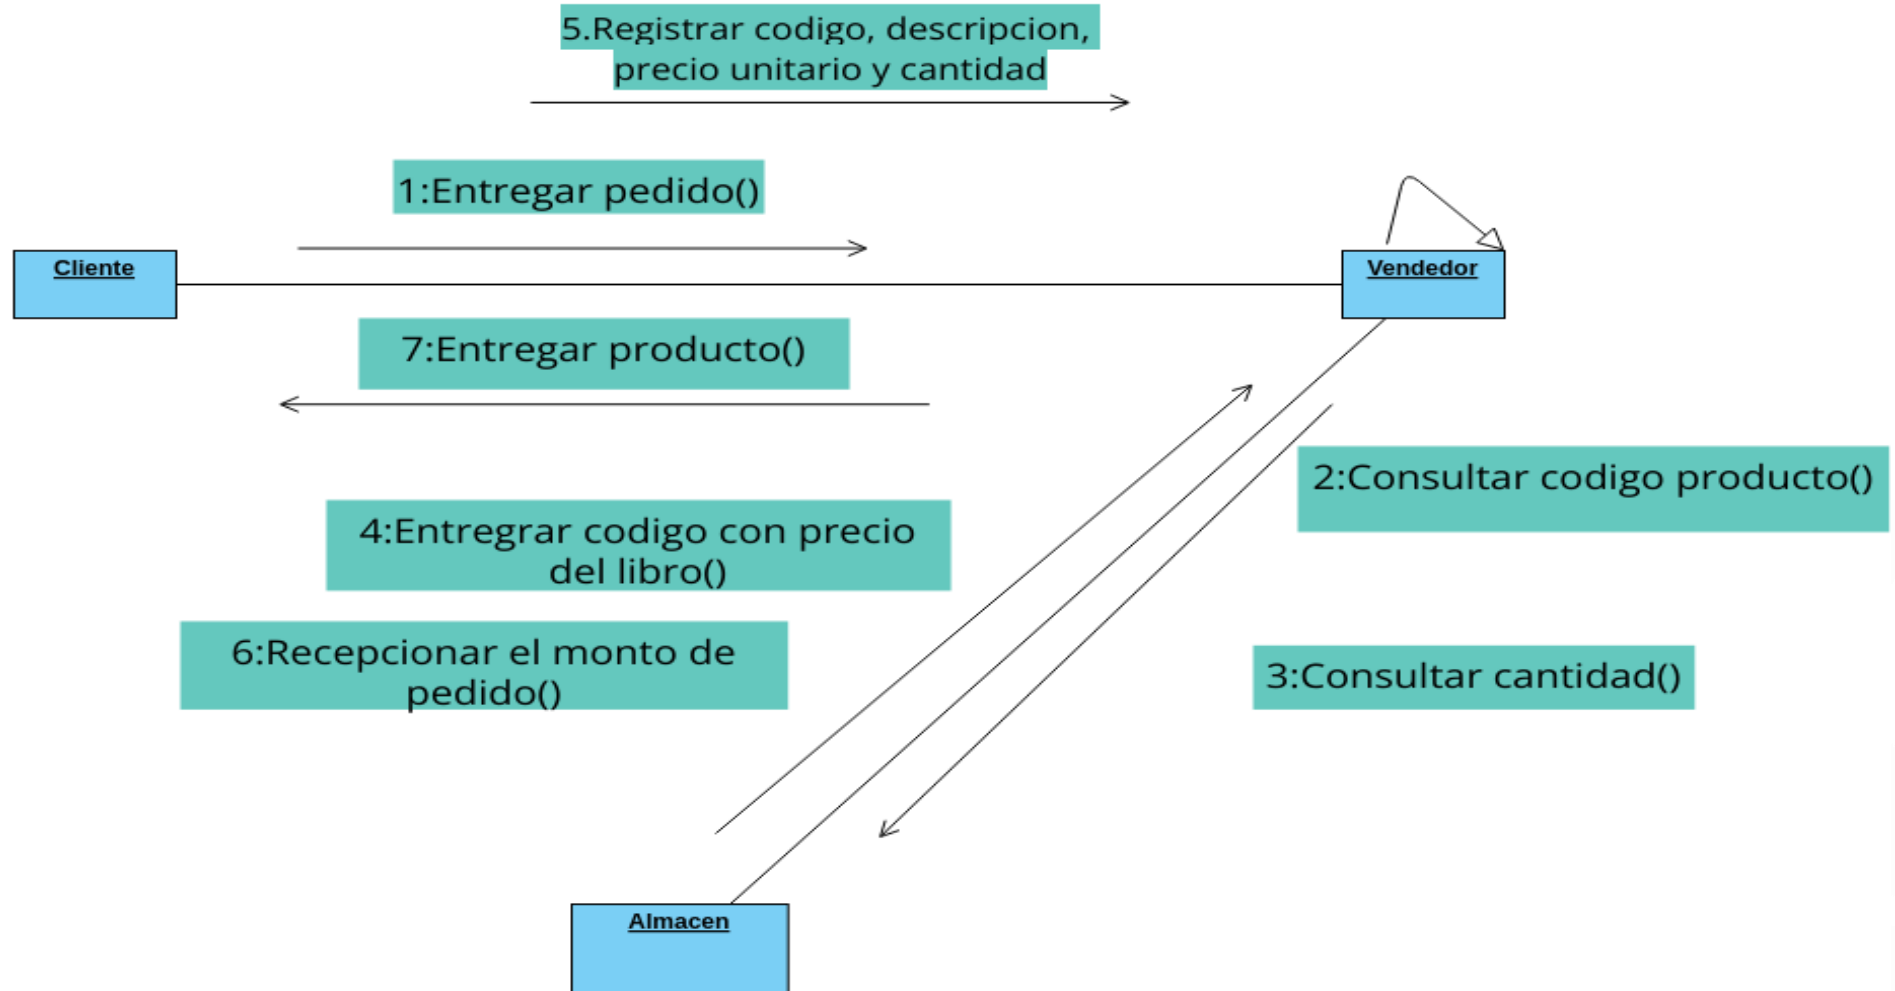 5.Registrar codigo, descripcion,
precio unitario y cantidad
1:Entregar pedido()
Cliente
Vendedor
7:Entregar producto()
2:Consultar codigo producto()
4:Entregrar codigo con precio
del libro()
6:Recepcionar el monto de
pedido()
3:Consultar cantidad()
Almacen